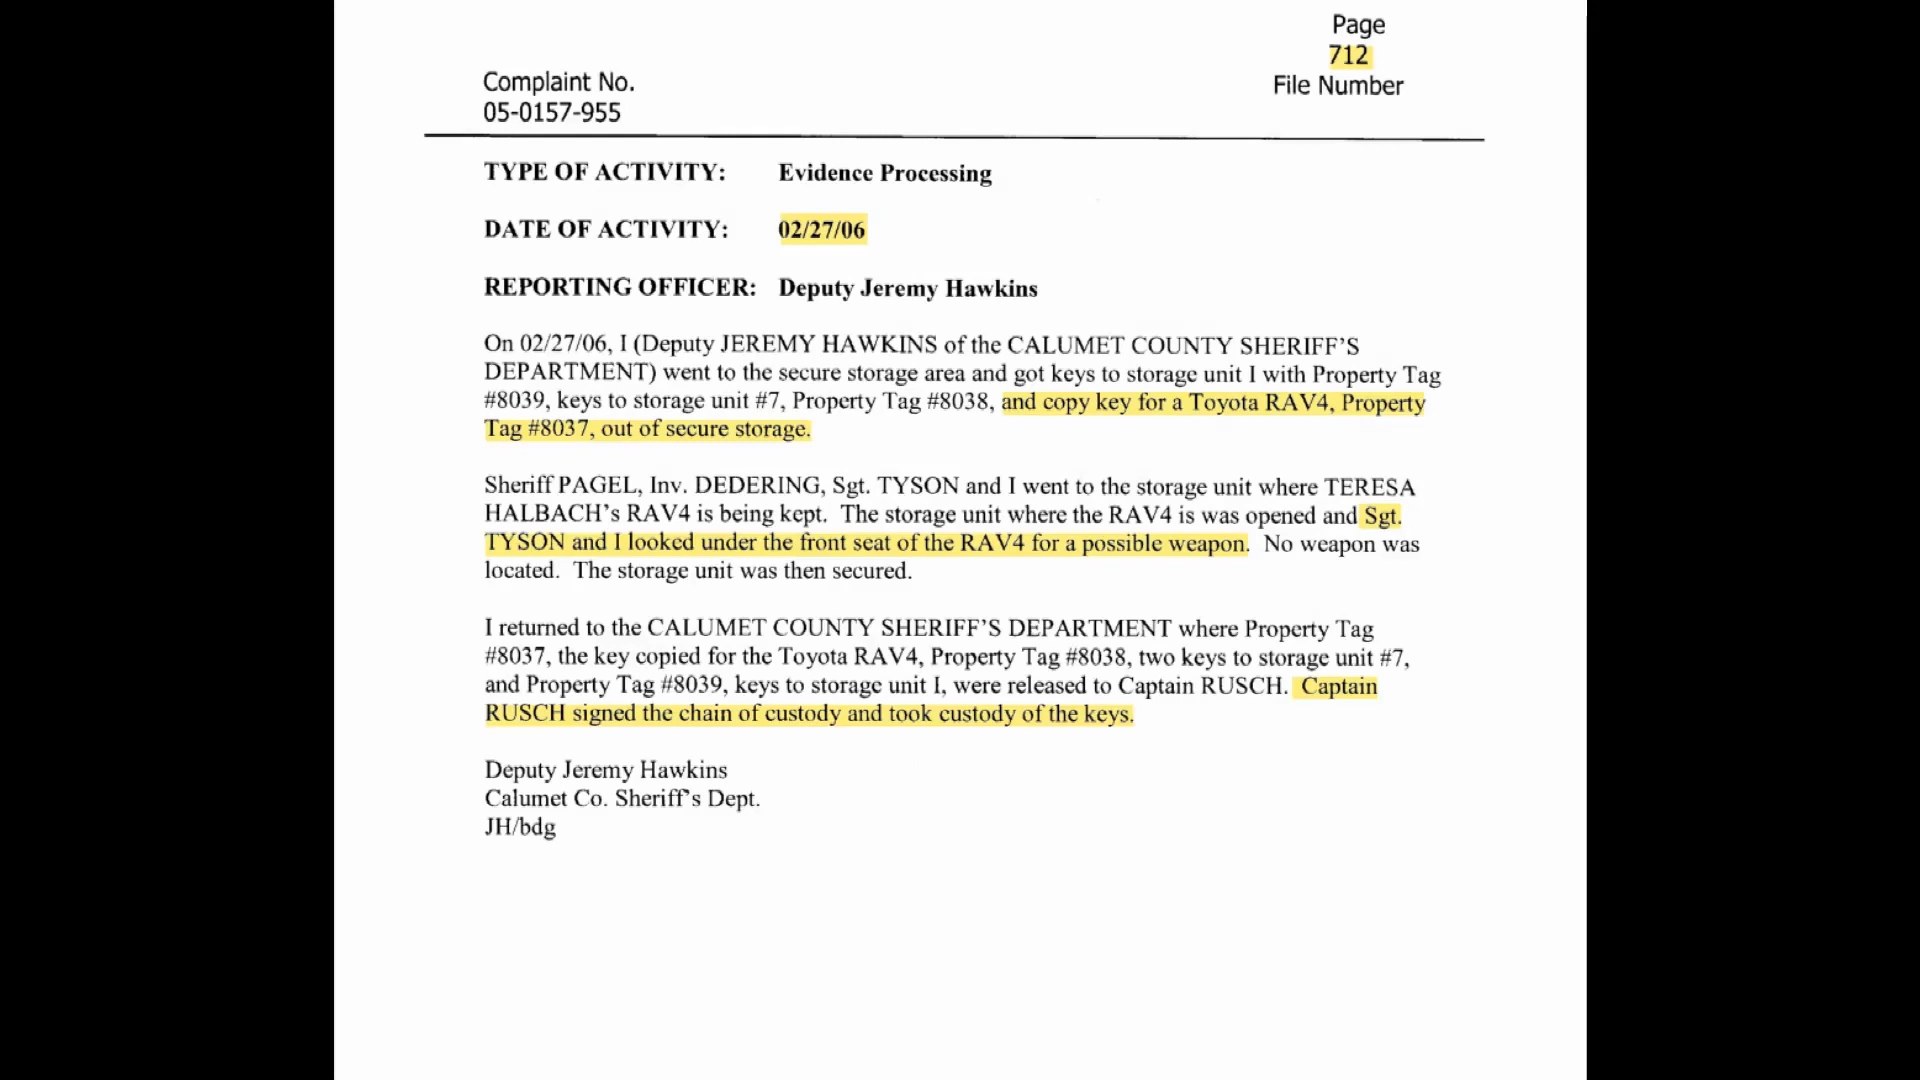 Page
712
File Number
Complaint No.
05-0157-955
TYPE OF ACTIVITY: Evidence Processing
DATE OF ACTIVITY: 02/27/06
REPORTING OFFICER: Deputy Jeremy Hawkins
On 02/27/06, I (Deputy JEREMY HAWKINS of the CALUMET COUNTY SHERIFF'S
DEPARTMENT) went to the secure storage area and got keys to storage unit I with Property Tag
#8039, keys to storage unit #7, Property Tag #8038, and copy key for a Toyota RAV4, Property
Tag #8037, out of secure storage.
Sheriff PAGEL, Inv. DEDERING, Sgt. TYSON and I went to the storage unit where TERESA
HALBACH's RAV4 is being kept. The storage unit where the RAV4 is was opened and Sgt.
TYSON and I looked under the front seat of the RAV4 for a possible weapon. No weapon was
located. The storage unit was then secured.
I returned to the CALUMET COUNTY SHERIFF'S DEPARTMENT where Property Tag
#8037, the key copied for the Toyota RAV4, Property Tag #8038, two keys to storage unit #7,
and Property Tag #8039, keys to storage unit I, were released to Captain RUSCH. Captain
RUSCH signed the chain of custody and took custody of the keys.
Deputy Jeremy Hawkins
Calumet Co. Sheriff's Dept.
JH/bdg